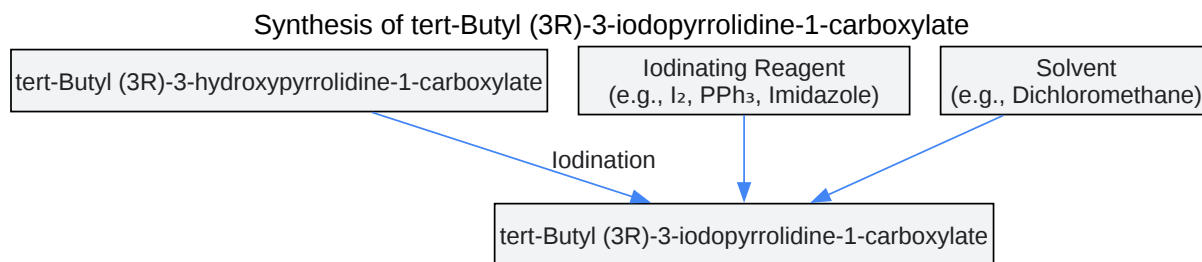 Synthesis of tert-Butyl (3R)-3-iodopyrrolidine-1-carboxylate
tert-Butyl (3R)-3-hydroxypyrrolidine-1-carboxylate
Iodinating Reagent
(e.g., I₂, PPh₃, Imidazole)
Solvent
(e.g., Dichloromethane)
Iodination
tert-Butyl (3R)-3-iodopyrrolidine-1-carboxylate